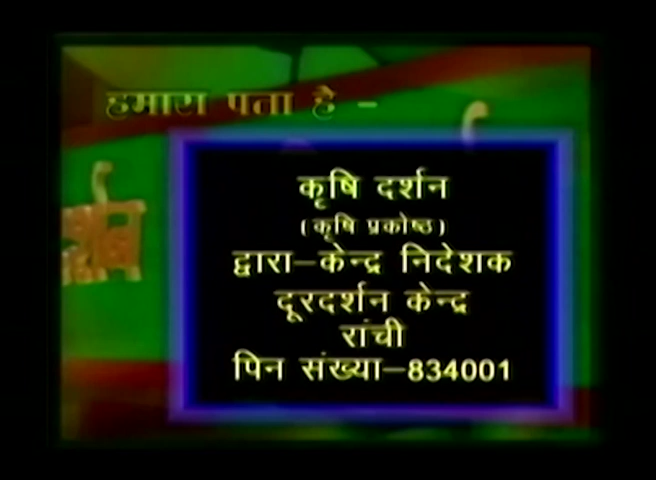 हमारा पता है -
कृषि दर्शन
(कृषि प्रकोष्ठ)
द्वारा-केन्द्र निदेशक
दूरदर्शन केन्द्र
रांची
पिन संख्या-834001